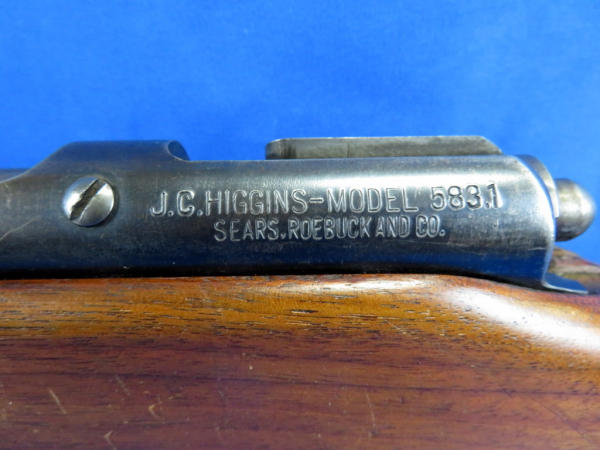 J.C. HIGGINS-MODEL 583.1
SEARS, ROEBUCK AND CO.